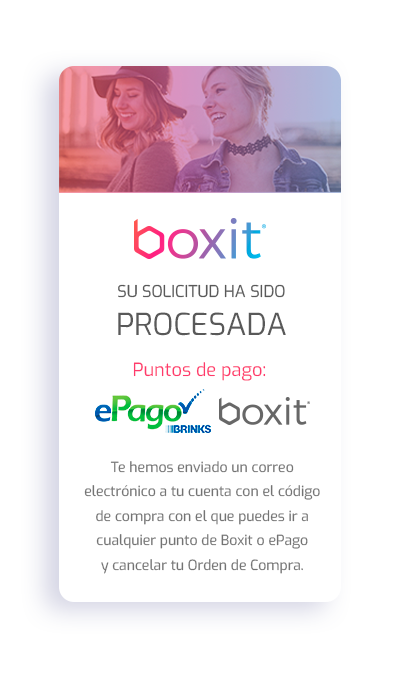 boxit
SU SOLICITUD HA SIDO
PROCESADA
Puntos de pago:
ePago BRINKS boxit
Te hemos enviado un correo
electrónico a tu cuenta con el código
de compra con el que puedes ir a
cualquier punto de Boxit o ePago
y cancelar tu Orden de Compra.